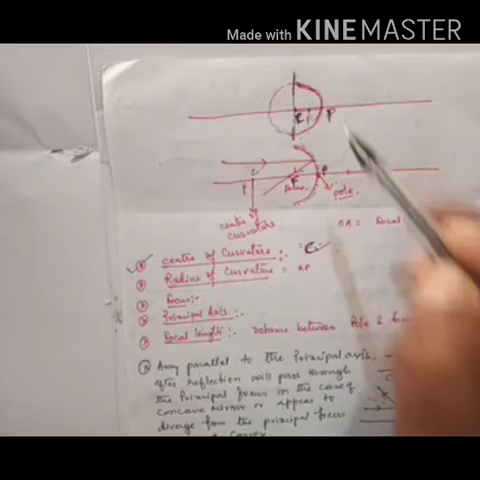 Made with KINEMASTER
C
P
C
F
P
P
pole
centre of
curvature
OA = Focal
centre of Curvature :- 'C'
Radius of Curvature =
Focus:-
Principal Axis :-
Focal length :- Distance between Pole &
A ray parallel to the Principal axis,
after reflection will pass through
the Principal focus in the case of
concave mirror or appear to
diverge from the principal focus